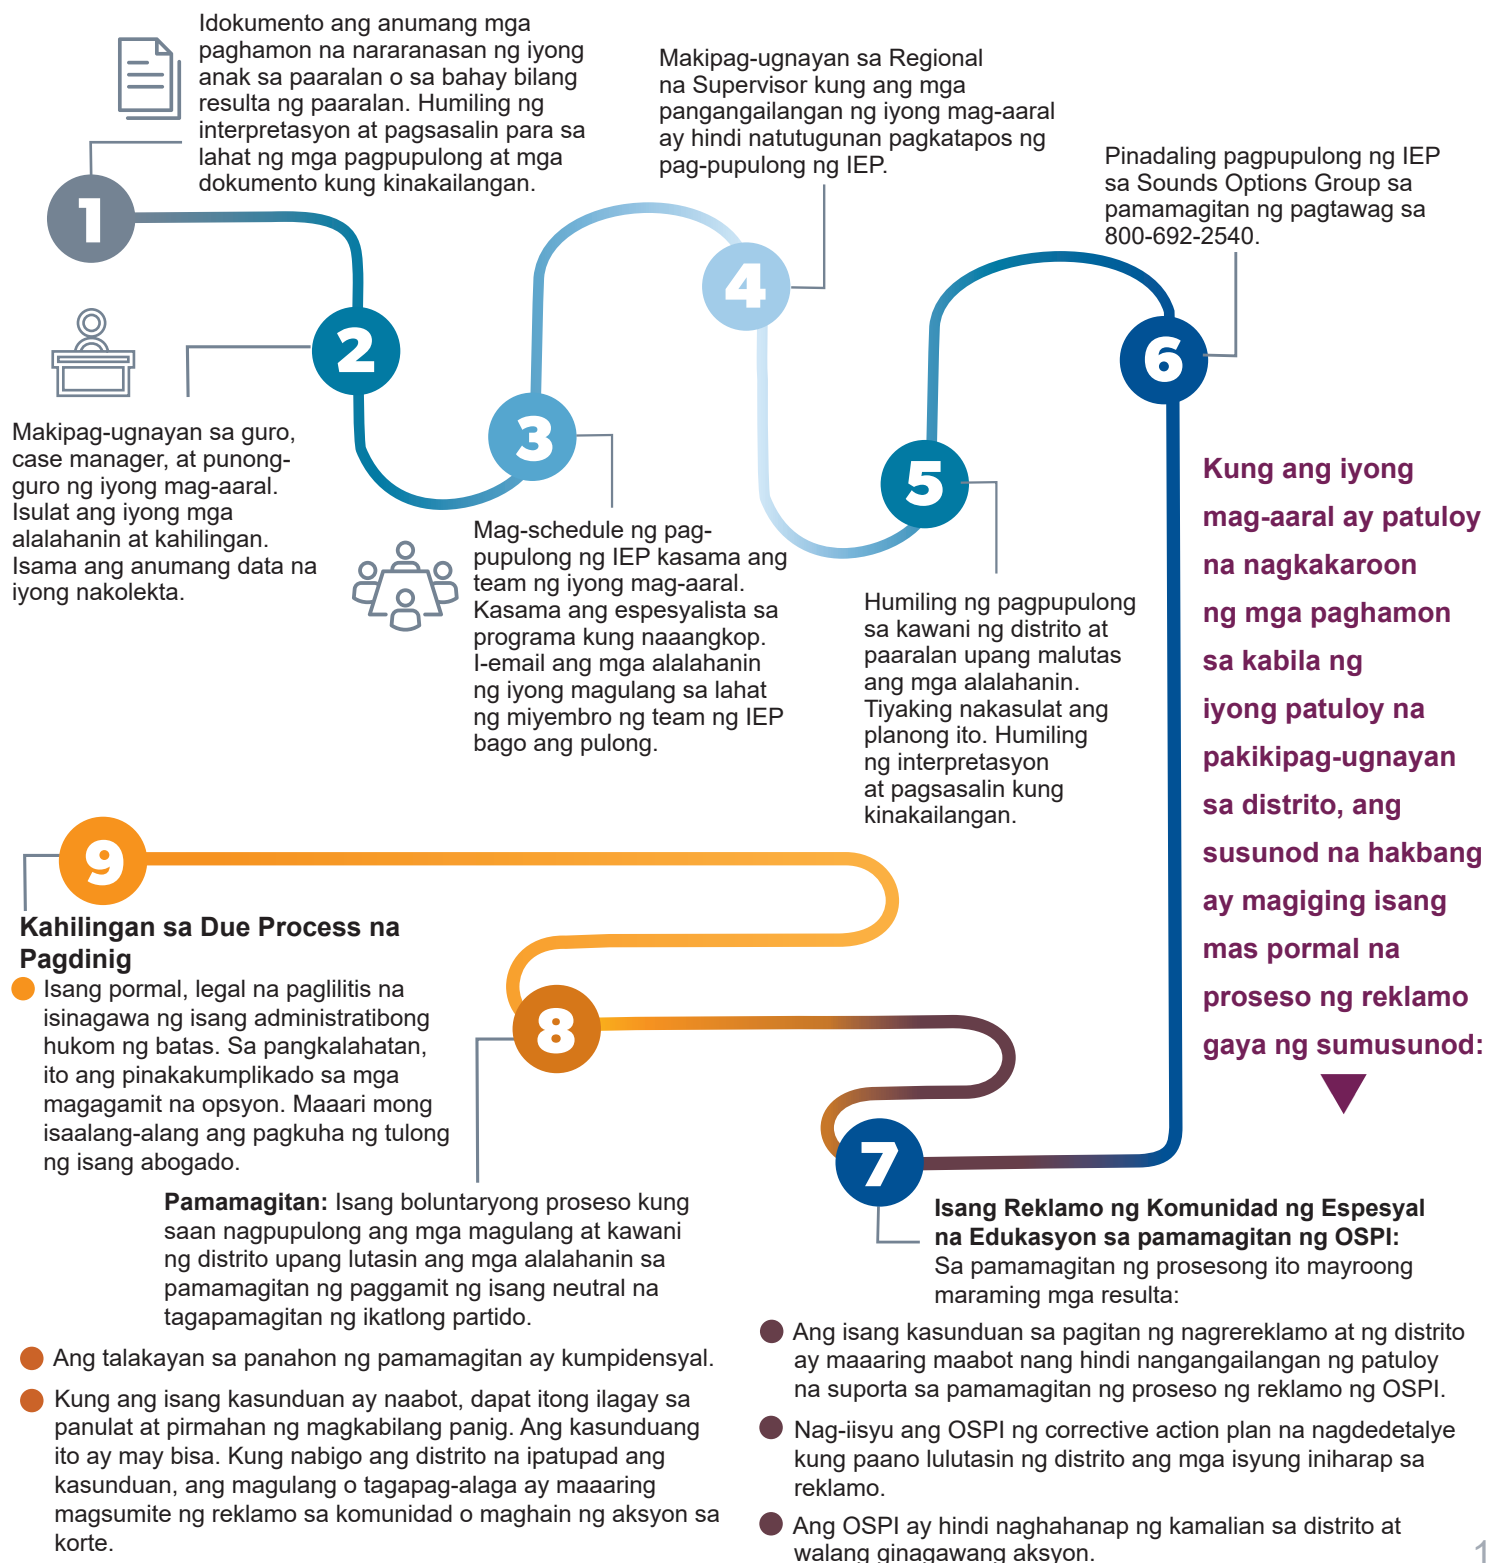 1
Idokumento ang anumang mga
paghamon na nararanasan ng iyong
anak sa paaralan o sa bahay bilang
resulta ng paaralan. Humiling ng
interpretasyon at pagsasalin para sa
lahat ng mga pagpupulong at mga
dokumento kung kinakailangan.
2
Makipag-ugnayan sa guro,
case manager, at punong-
guro ng iyong mag-aaral.
Isulat ang iyong mga
alalahanin at kahilingan.
Isama ang anumang data na
iyong nakolekta.
3
Mag-schedule ng pag-
pupulong ng IEP kasama ang
team ng iyong mag-aaral.
Kasama ang espesyalista sa
programa kung naaangkop.
I-email ang mga alalahanin
ng iyong magulang sa lahat
ng miyembro ng team ng IEP
bago ang pulong.
4
Makipag-ugnayan sa Regional
na Supervisor kung ang mga
pangangailangan ng iyong mag-aaral
ay hindi natutugunan pagkatapos ng
pag-pupulong ng IEP.
5
Humiling ng pagpupulong
sa kawani ng distrito at
paaralan upang malutas
ang mga alalahanin.
Tiyaking nakasulat ang
planong ito. Humiling
ng interpretasyon
at pagsasalin kung
kinakailangan.
6
Pinadaling pagpupulong ng IEP
sa Sounds Options Group sa
pamamagitan ng pagtawag sa
800-692-2540.
Kung ang iyong
mag-aaral ay patuloy
na nagkakaroon
ng mga paghamon
sa kabila ng
iyong patuloy na
pakikipag-ugnayan
sa distrito, ang
susunod na hakbang
ay magiging isang
mas pormal na
proseso ng reklamo
gaya ng sumusunod:
7
Isang Reklamo ng Komunidad ng Espesyal
na Edukasyon sa pamamagitan ng OSPI:
Sa pamamagitan ng prosesong ito mayroong
maraming mga resulta:
Ang isang kasunduan sa pagitan ng nagrereklamo at ng distrito
ay maaaring maabot nang hindi nangangailangan ng patuloy
na suporta sa pamamagitan ng proseso ng reklamo ng OSPI.
Nag-iisyu ang OSPI ng corrective action plan na nagdedetalye
kung paano lulutasin ng distrito ang mga isyung iniharap sa
reklamo.
Ang OSPI ay hindi naghahanap ng kamalian sa distrito at
walang ginagawang aksyon.
8
Pamamagitan: Isang boluntaryong proseso kung
saan nagpupulong ang mga magulang at kawani
ng distrito upang lutasin ang mga alalahanin sa
pamamagitan ng paggamit ng isang neutral na
tagapamagitan ng ikatlong partido.
Ang talakayan sa panahon ng pamamagitan ay kumpidensyal.
Kung ang isang kasunduan ay naabot, dapat itong ilagay sa
panulat at pirmahan ng magkabilang panig. Ang kasunduang
ito ay may bisa. Kung nabigo ang distrito na ipatupad ang
kasunduan, ang magulang o tagapag-alaga ay maaaring
magsumite ng reklamo sa komunidad o maghain ng aksyon sa
korte.
9
Kahilingan sa Due Process na
Pagdinig
Isang pormal, legal na paglilitis na
isinagawa ng isang administratibong
hukom ng batas. Sa pangkalahatan,
ito ang pinakakumplikado sa mga
magagamit na opsyon. Maaari mong
isaalang-alang ang pagkuha ng tulong
ng isang abogado.
1